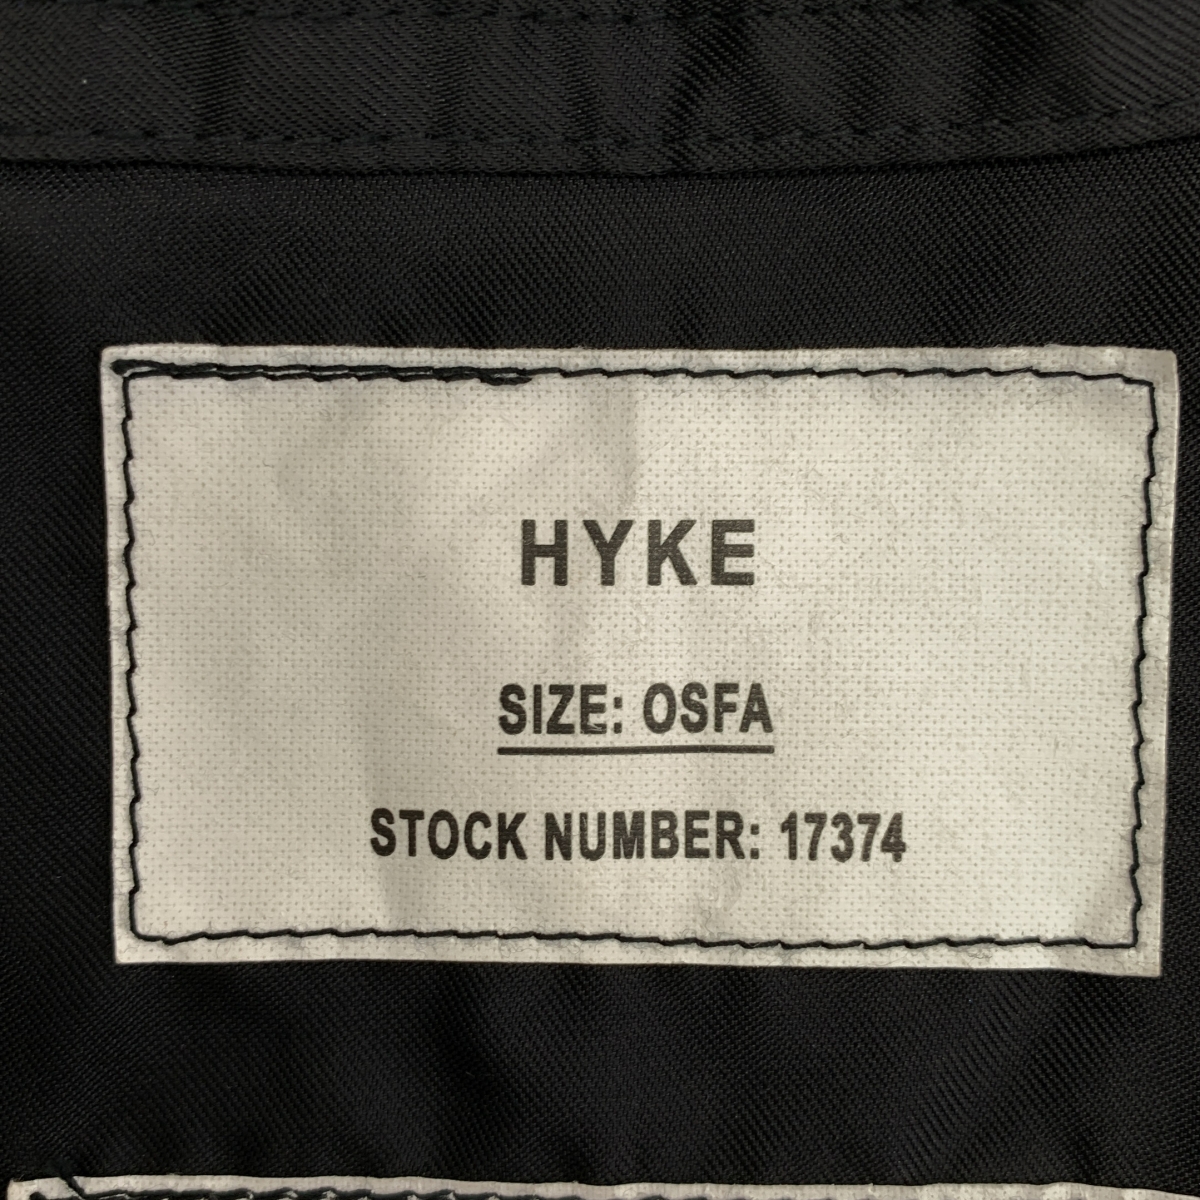 HYKE
SIZE: OSFA
STOCK NUMBER: 17374